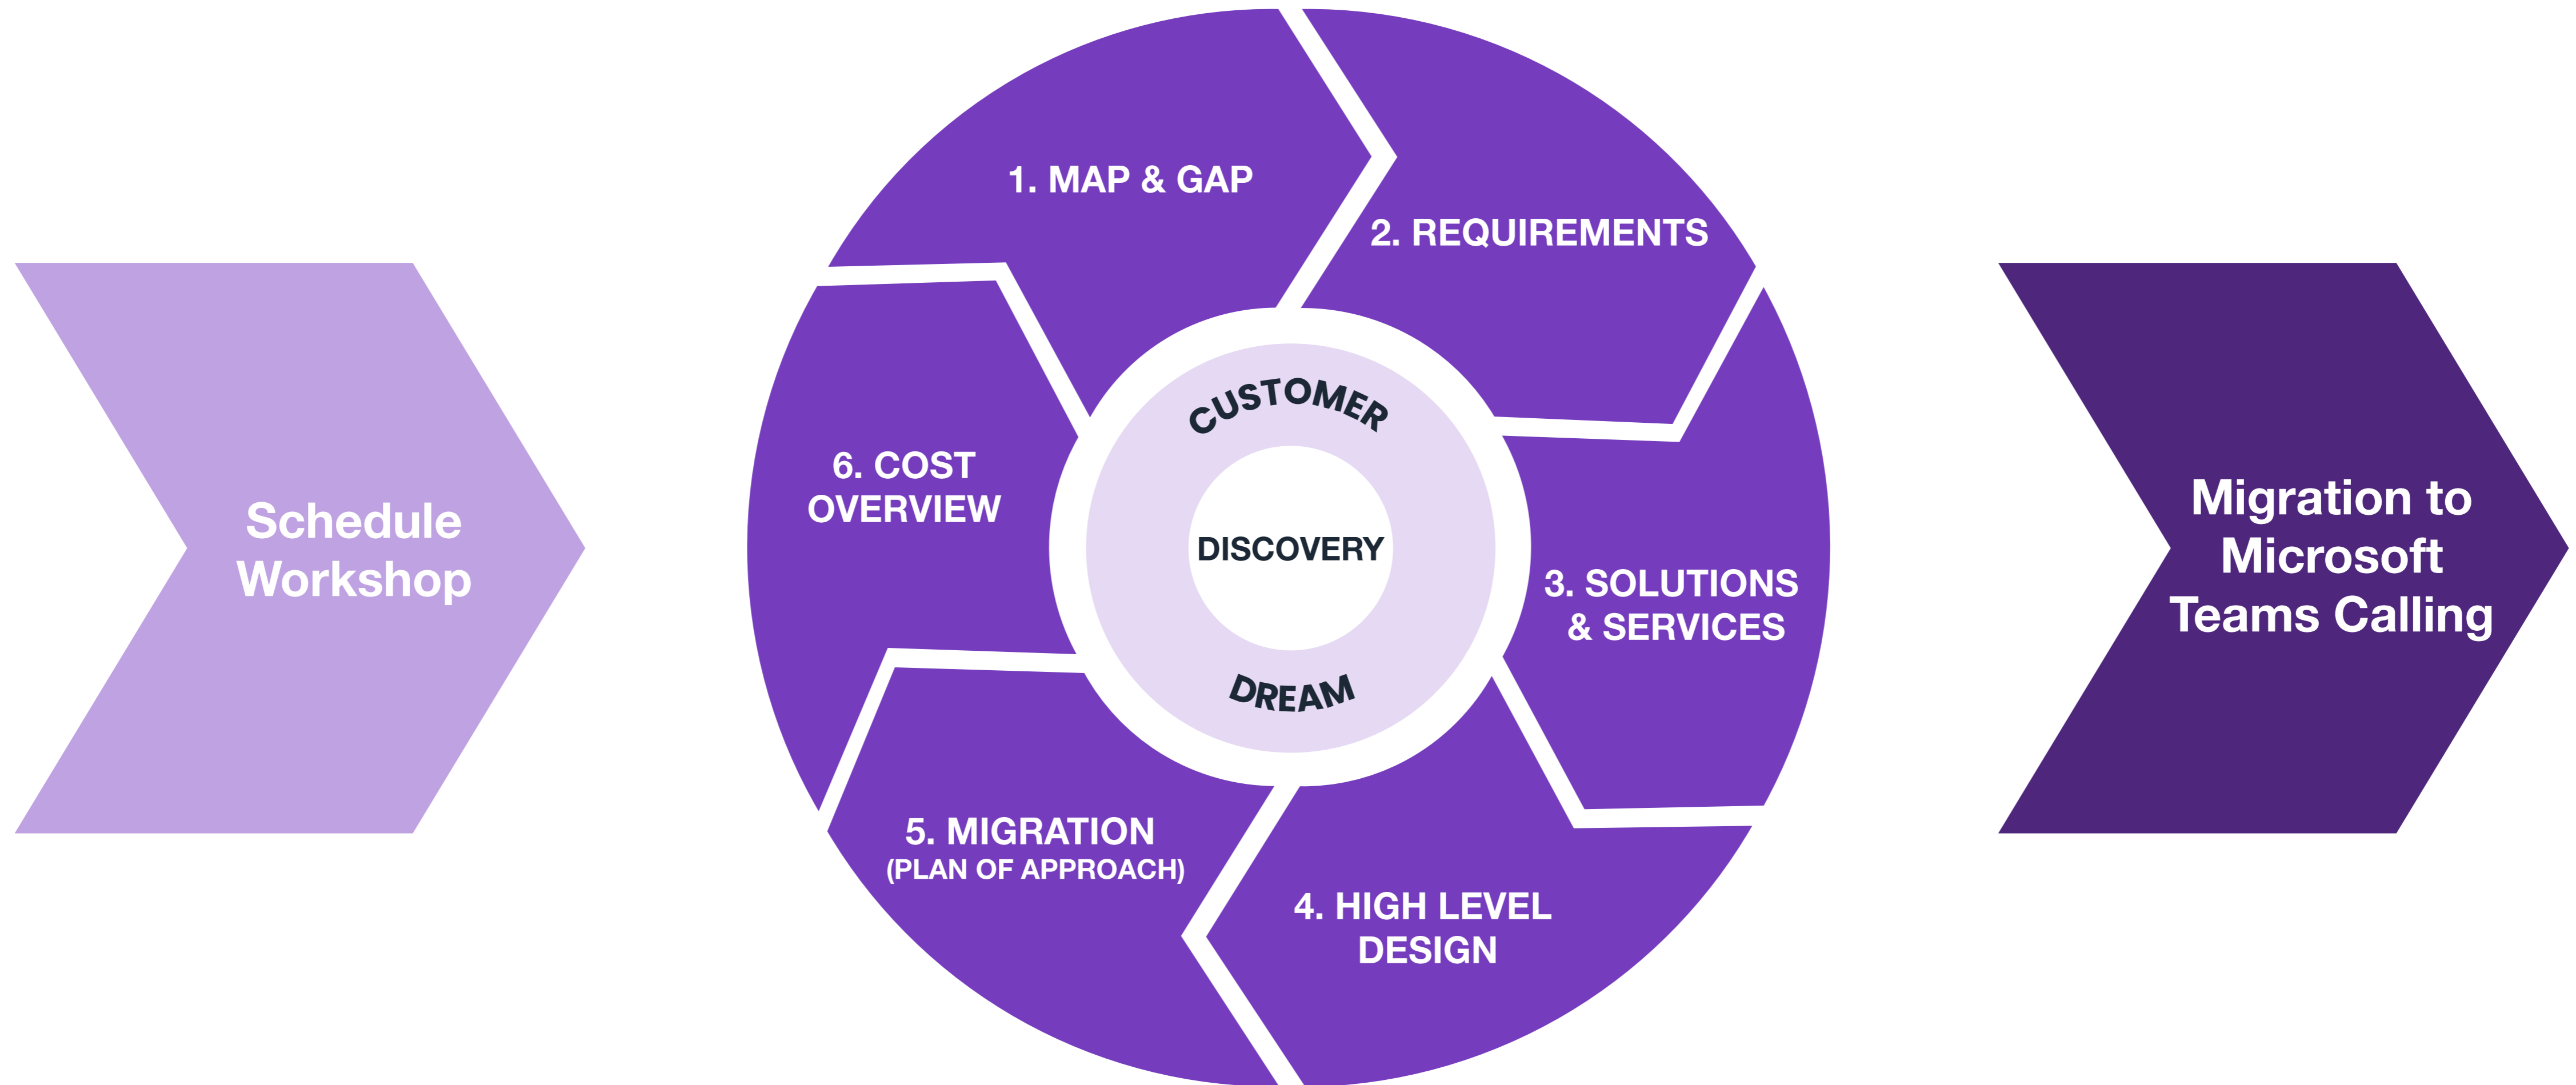 Schedule
Workshop
1. MAP & GAP
2. REQUIREMENTS
3. SOLUTIONS
& SERVICES
4. HIGH LEVEL
DESIGN
5. MIGRATION
(PLAN OF APPROACH)
6. COST
OVERVIEW
CUSTOMER
DISCOVERY
DREAM
Migration to
Microsoft
Teams Calling